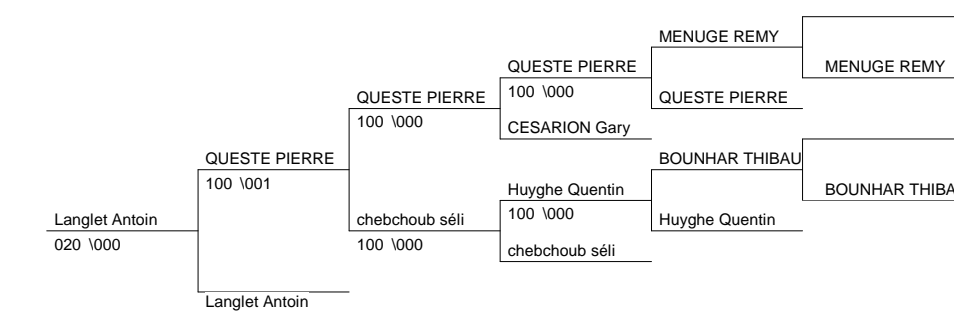 MENUGE REMY
QUESTE PIERRE
MENUGE REMY
QUESTE PIERRE
100 \000
QUESTE PIERRE
100 \000
CESARION Gary
QUESTE PIERRE
100 \001
BOUNHAR THIBAU
Huyghe Quentin
BOUNHAR THIBA
100 \000
Langlet Antoin
chebchoub séli
Huyghe Quentin
020 \000
100 \000
chebchoub séli
Langlet Antoin